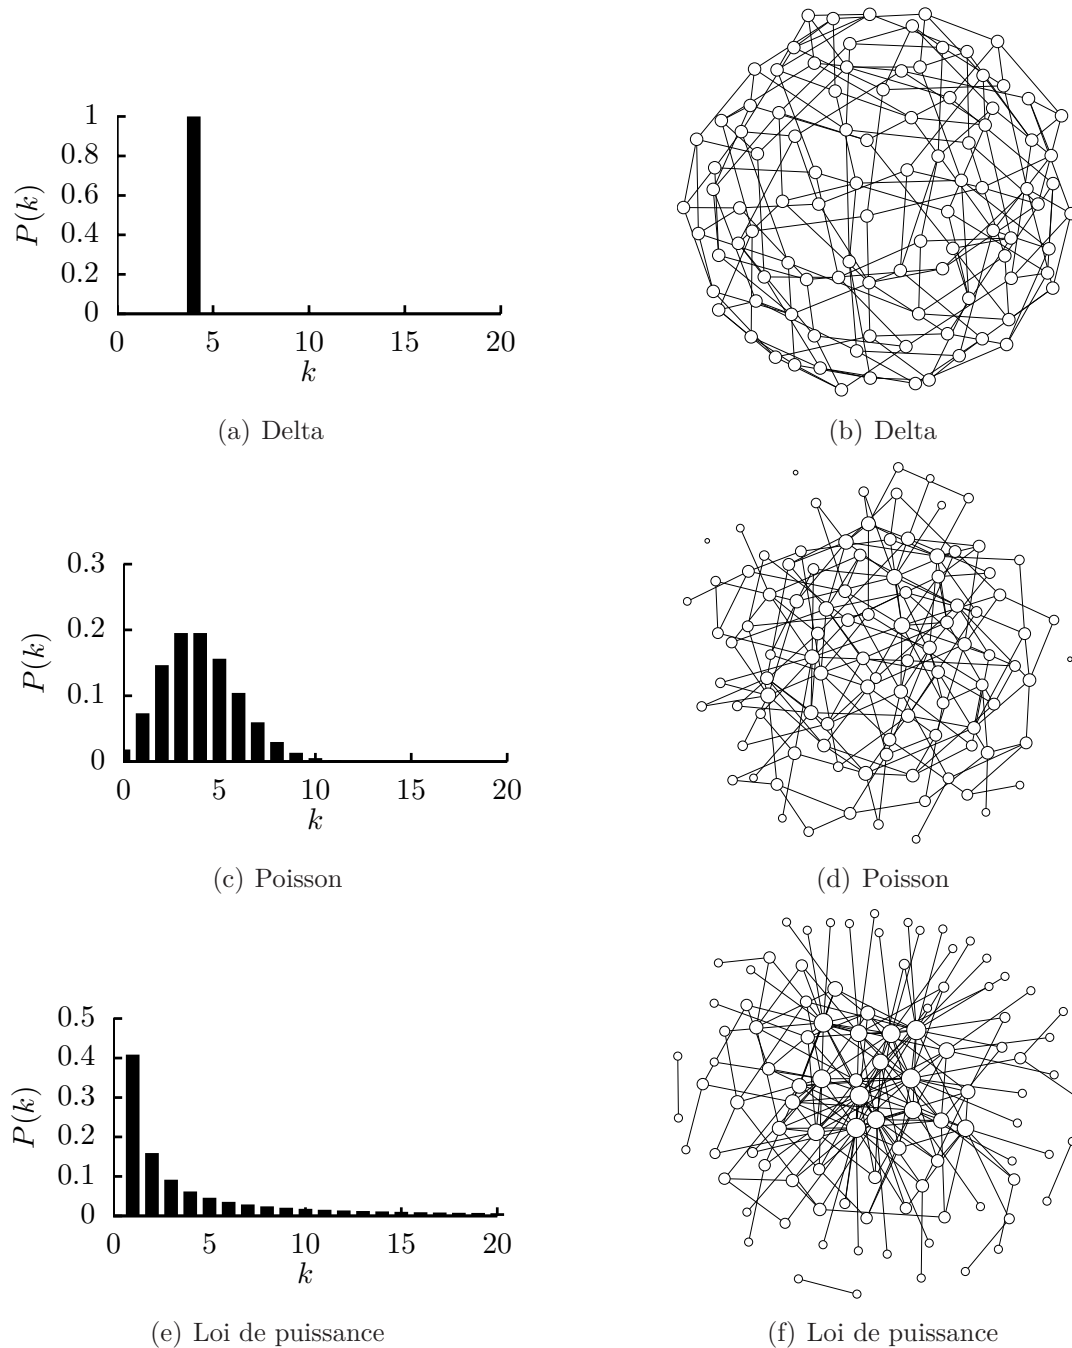 1
0.8
0.6
0.4
0.2
0
P(k)
0 5 10 15 20
k
(a) Delta
(b) Delta
0.3
0.2
0.1
0
P(k)
0 5 10 15 20
k
(c) Poisson
(d) Poisson
0.5
0.4
0.3
0.2
0.1
0
P(k)
0 5 10 15 20
k
(e) Loi de puissance
(f) Loi de puissance